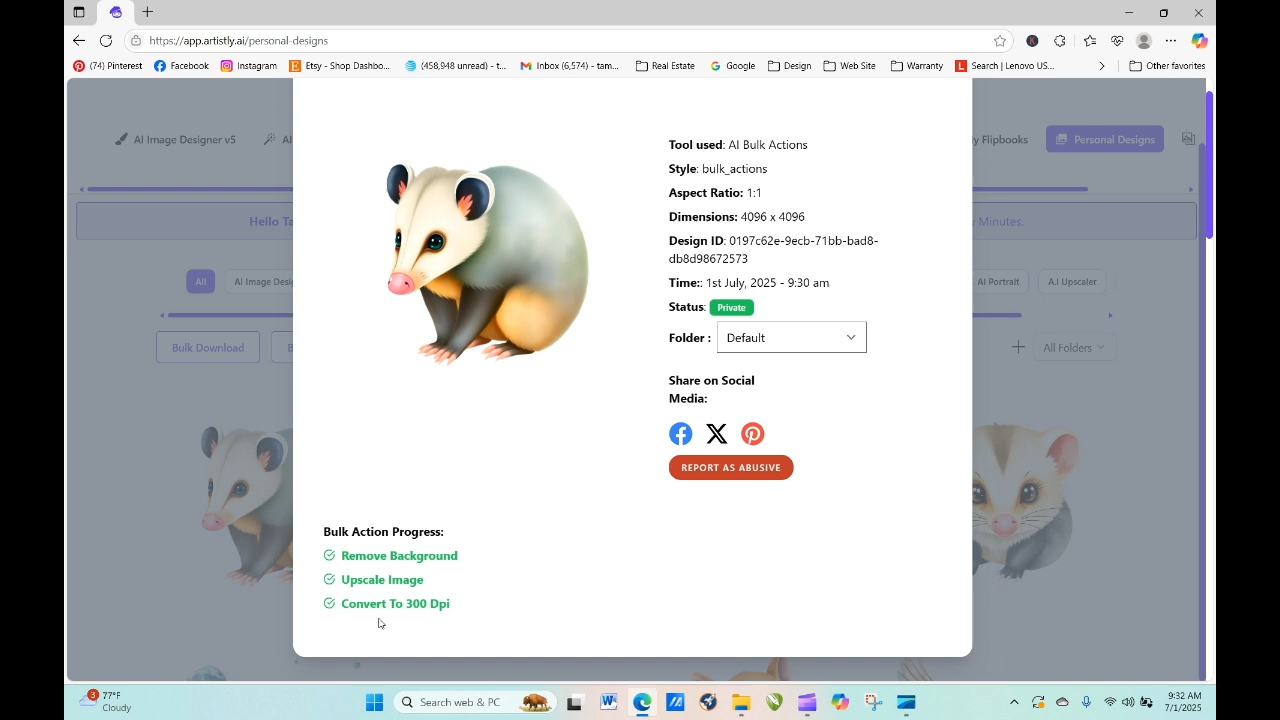 https://app.artistly.ai/personal-designs
(74) Pinterest
Facebook
Instagram
Etsy - Shop Dashbo...
(458,948 unread) - t...
Inbox (6,574) - tam...
Real Estate
Google
Design
Web Site
Warranty
Search | Lenovo US...
Other favorites
AI Image Designer v5
AI
y Flipbooks
Personal Designs
Hello Ta
Minutes.
All
AI Image Desig
AI Portrait
A.I Upscaler
Bulk Download
B
All Folders
Tool used: AI Bulk Actions
Style: bulk_actions
Aspect Ratio: 1:1
Dimensions: 4096 x 4096
Design ID: 0197c62e-9ecb-71bb-bad8-
db8d98672573
Time:: 1st July, 2025 - 9:30 am
Status: Private
Folder : Default
Share on Social
Media:
REPORT AS ABUSIVE
Bulk Action Progress:
Remove Background
Upscale Image
Convert To 300 Dpi
3
77°F
Cloudy
Search web & PC
9:32 AM
7/1/2025